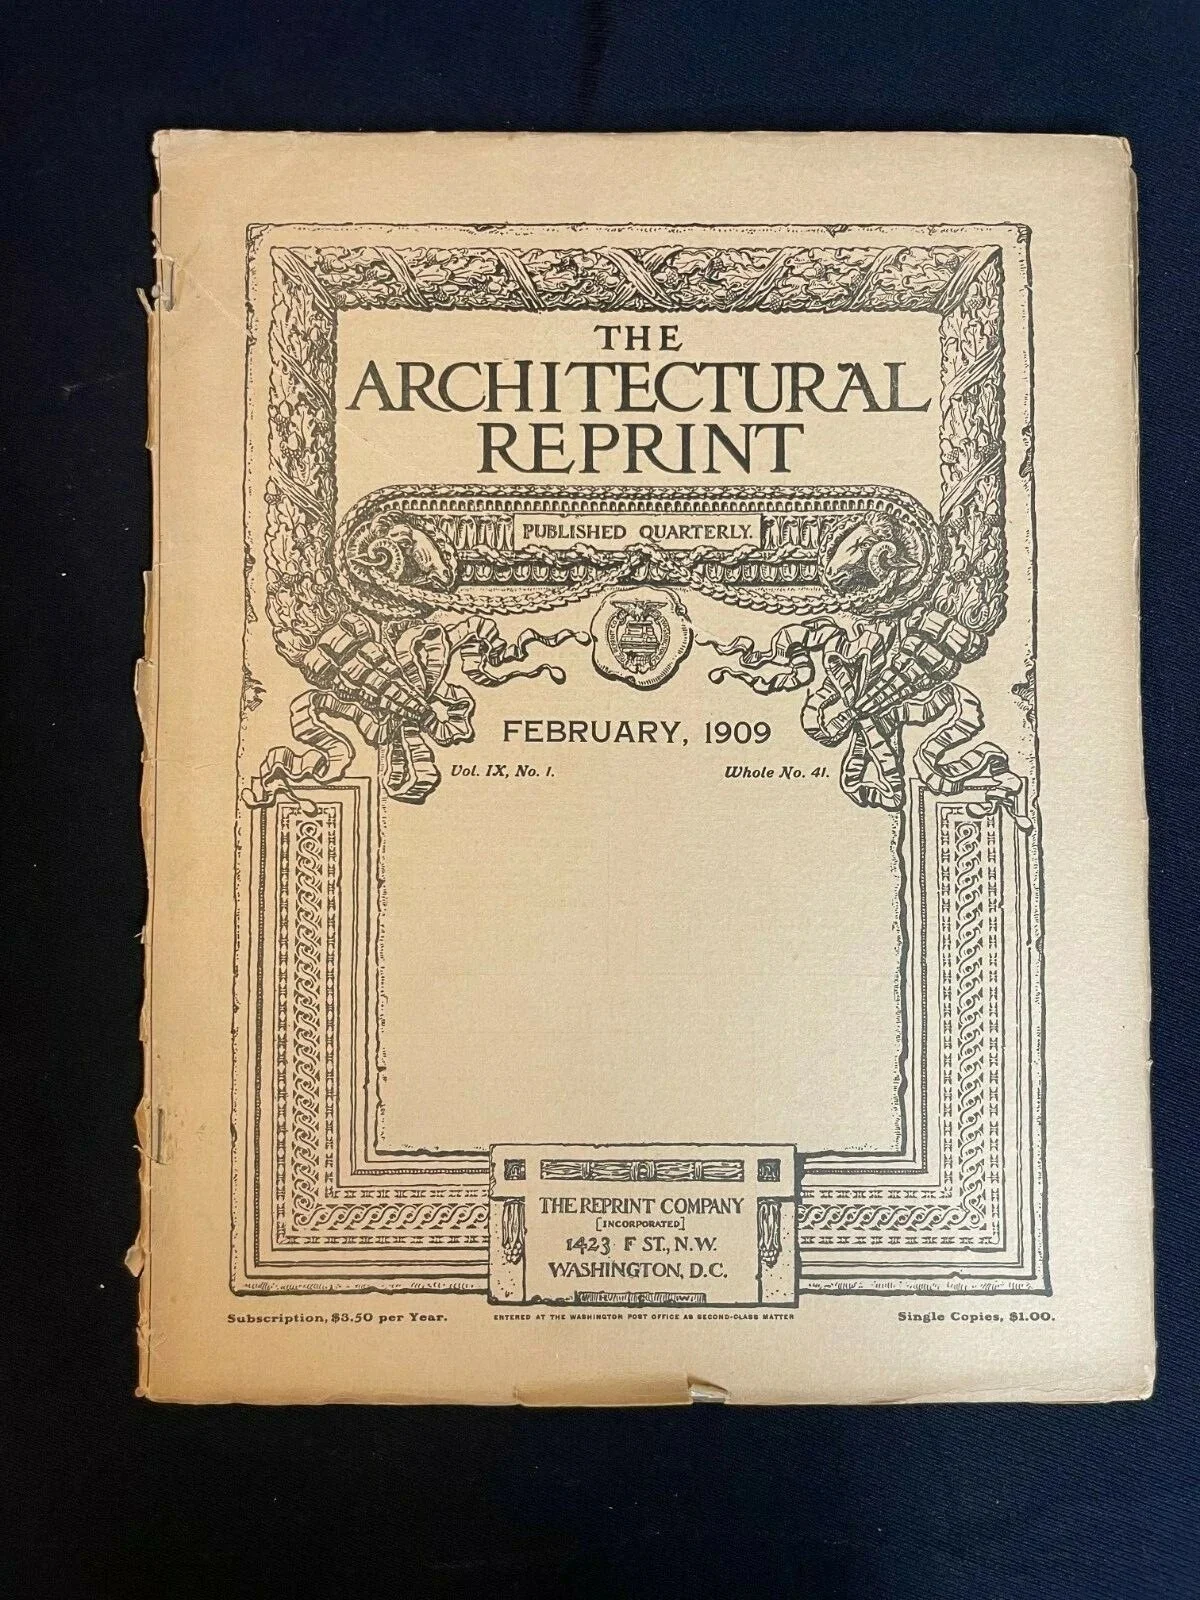 THE
ARCHITECTURAL
REPRINT
PUBLISHED QUARTERLY.
FEBRUARY, 1909
Vol. IX, No. 1.
Whole No. 41.
THE REPRINT COMPANY
[INCORPORATED]
1423 F ST., N.W.
WASHINGTON, D.C.
Subscription, $3.50 per Year.
ENTERED AT THE WASHINGTON POST OFFICE AS SECOND-CLASS MATTER
Single Copies, $1.00.